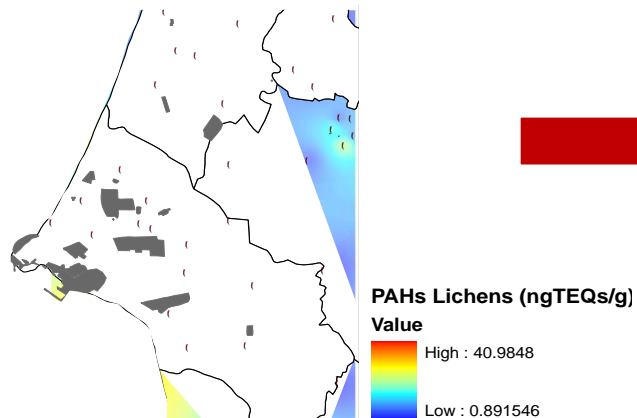 PAHs Lichens (ngTEQs/g)
Value
High : 40.9848
Low : 0.891546